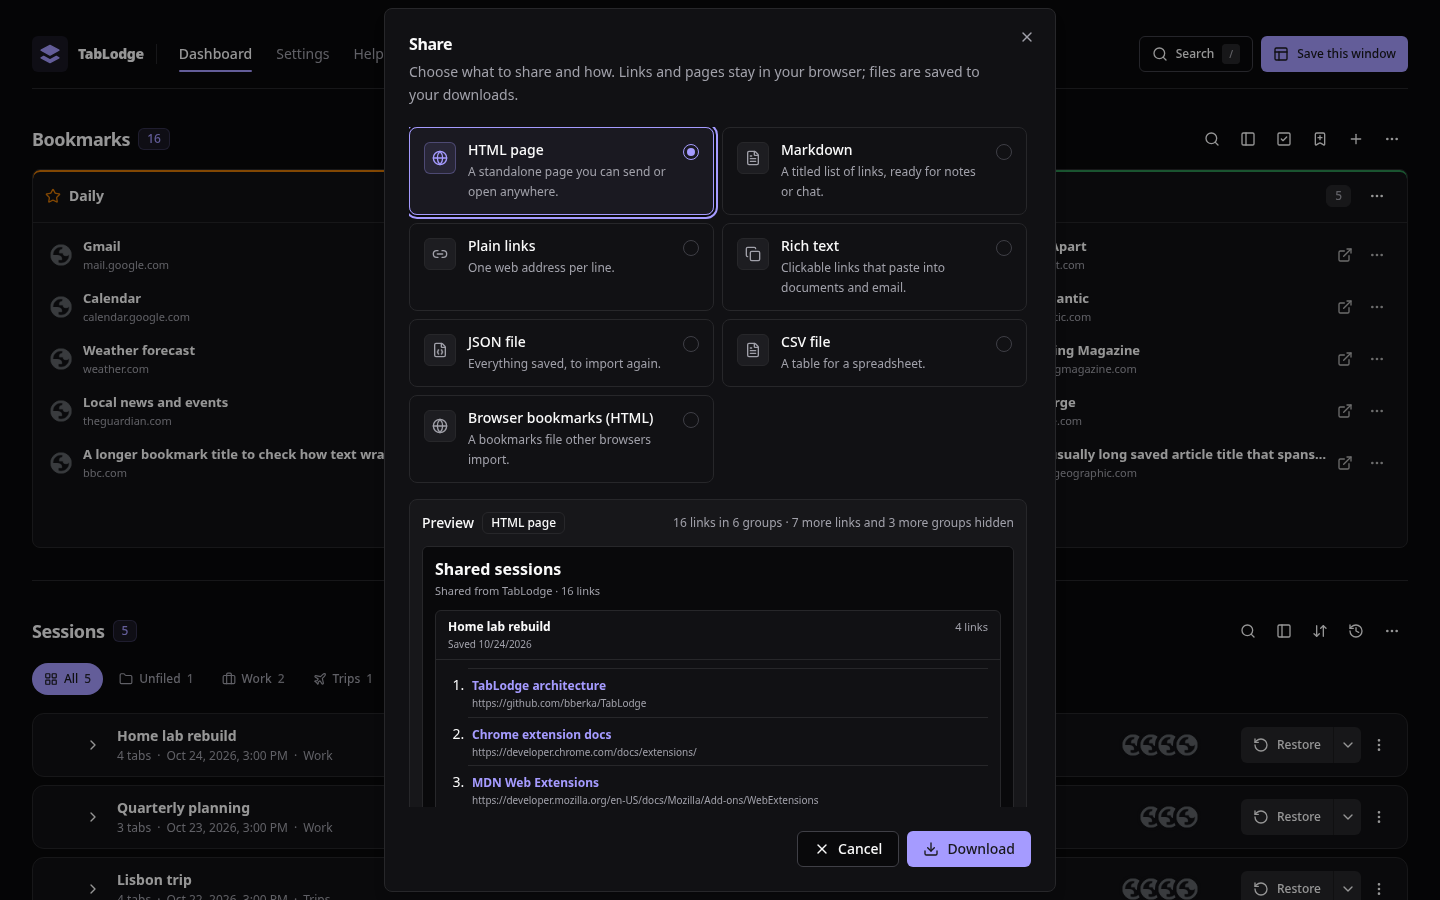 TabLodge
Dashboard
Settings
Help
Search /
Save this window
Bookmarks 16
Daily
Gmail
mail.google.com
Calendar
calendar.google.com
Weather forecast
weather.com
Local news and events
theguardian.com
A longer bookmark title to check how text wra
bbc.com
Share
Choose what to share and how. Links and pages stay in your browser; files are saved to
your downloads.
HTML page
A standalone page you can send or
open anywhere.
Markdown
A titled list of links, ready for notes
or chat.
Plain links
One web address per line.
Rich text
Clickable links that paste into
documents and email.
JSON file
Everything saved, to import again.
CSV file
A table for a spreadsheet.
Browser bookmarks (HTML)
A bookmarks file other browsers
import.
Preview HTML page 16 links in 6 groups · 7 more links and 3 more groups hidden
Shared sessions
Shared from TabLodge · 16 links
Home lab rebuild 4 links
Saved 10/24/2026
1. TabLodge architecture
https://github.com/bberka/TabLodge
2. Chrome extension docs
https://developer.chrome.com/docs/extensions/
3. MDN Web Extensions
https://developer.mozilla.org/en-US/docs/Mozilla/Add-ons/WebExtensions
Cancel
Download
5
Apart
t.com
antic
tic.com
ing Magazine
gmagazine.com
rge
.com
sually long saved article title that spans...
geographic.com
Sessions 5
All 5
Unfiled 1
Work 2
Trips 1
Home lab rebuild
4 tabs · Oct 24, 2026, 3:00 PM · Work
Restore
Quarterly planning
3 tabs · Oct 23, 2026, 3:00 PM · Work
Restore
Lisbon trip
4 tabs · Oct 22, 2026, 3:00 PM · Trips
Restore